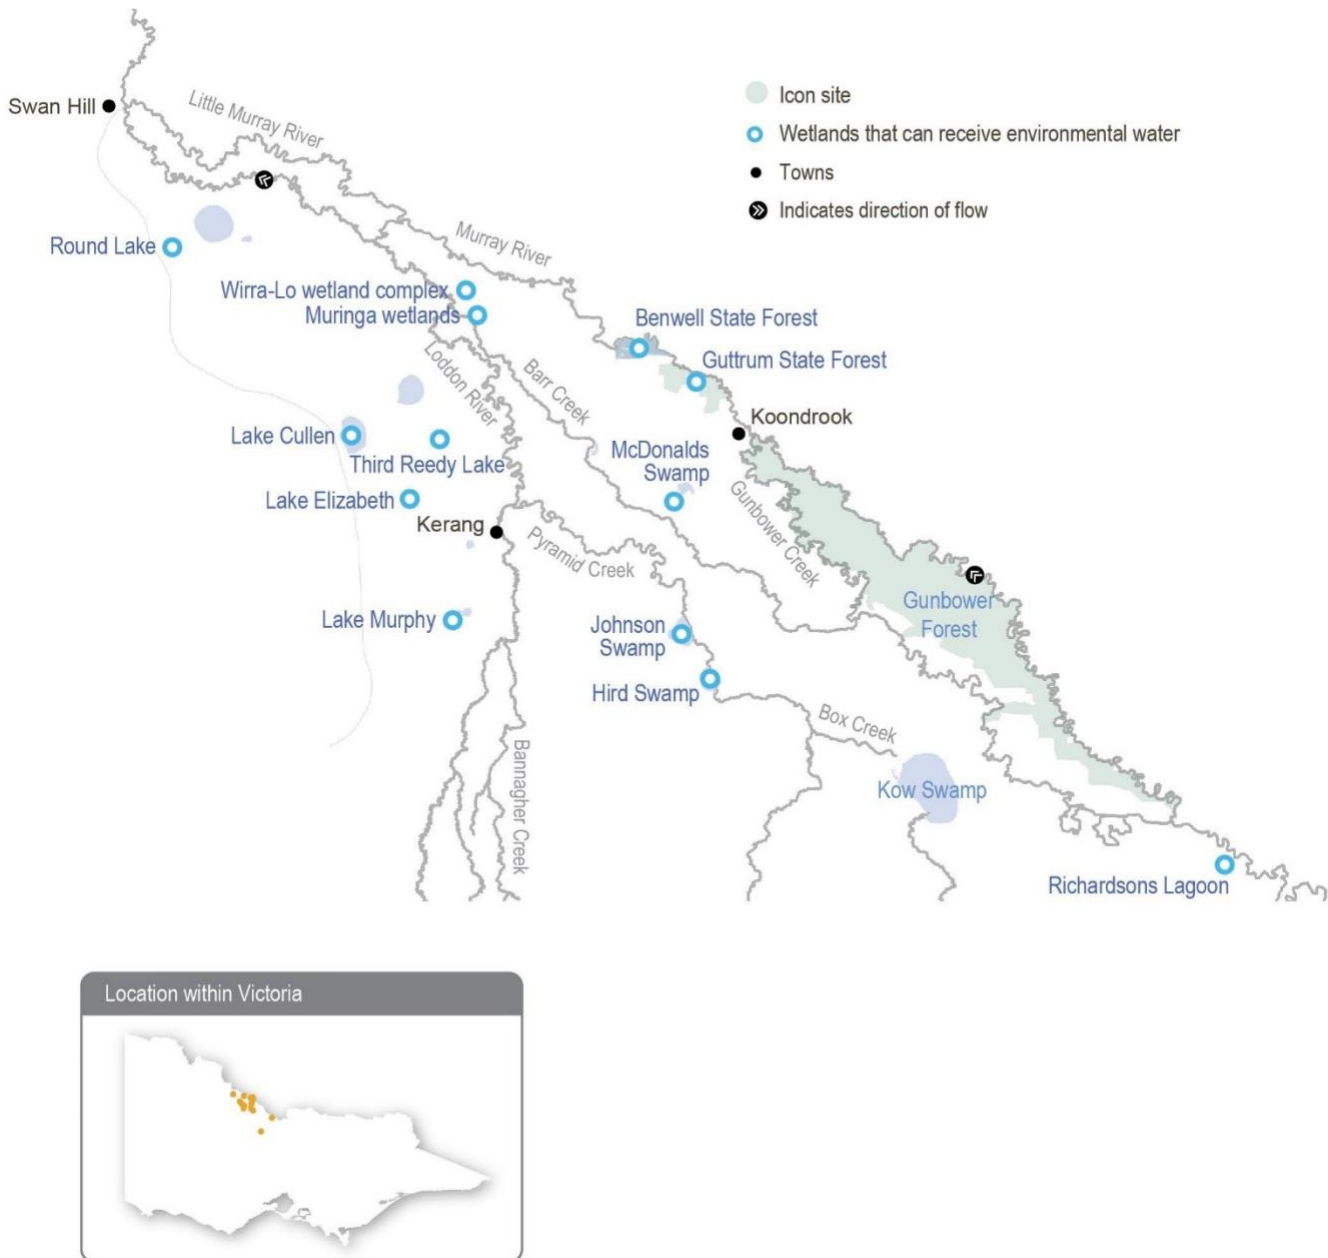 Swan Hill
Little Murray River
Icon site
Wetlands that can receive environmental water
Towns
Indicates direction of flow
Round Lake
Murray River
Wirra-Lo wetland complex
Muringa wetlands
Benwell State Forest
Guttrum State Forest
Loddon River
Barr Creek
Koondrook
Lake Cullen
Third Reedy Lake
McDonalds
Swamp
Lake Elizabeth
Gunbower Creek
Kerang
Pyramid Creek
Gunbower
Forest
Lake Murphy
Johnson
Swamp
Hird Swamp
Box Creek
Bannagher Creek
Kow Swamp
Richardsons Lagoon
Location within Victoria